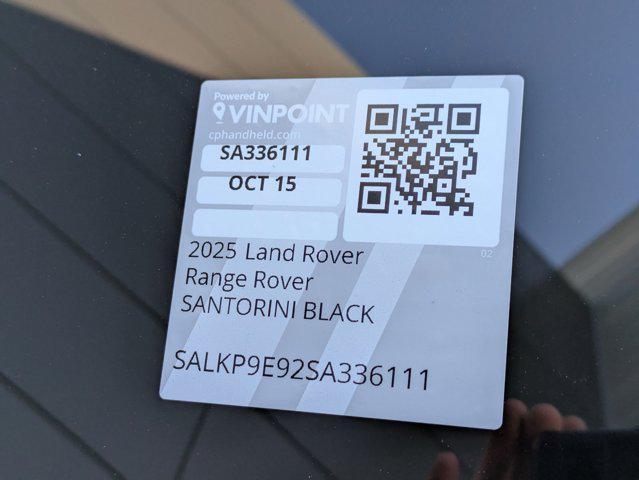 Powered by
VINPOINT
cphandheld.com
SA336111
OCT 15
02
2025 Land Rover
Range Rover
SANTORINI BLACK
SALKP9E92SA336111